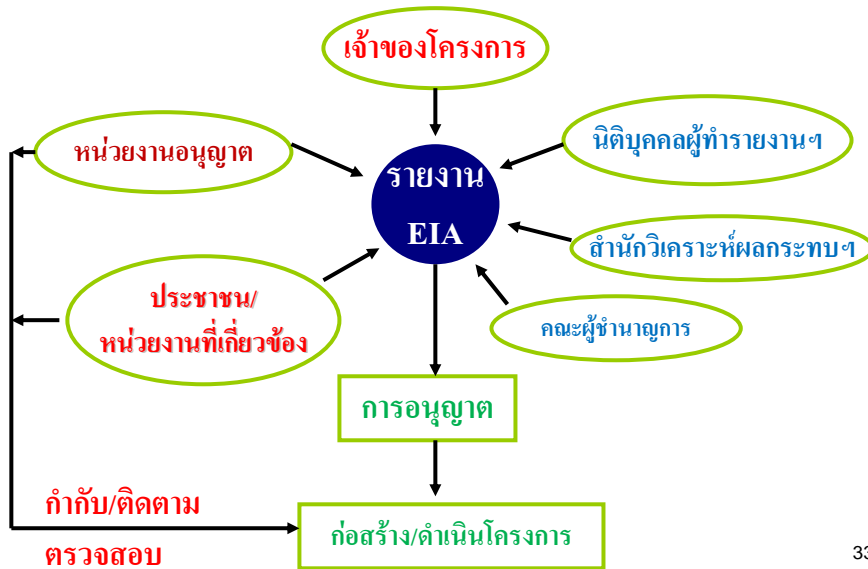 เจ้าของโครงการ
หน่วยงานอนุญาต
นิติบุคคลผู้ทำรายงานฯ
รายงาน
EIA
สำนักวิเคราะห์ผลกระทบฯ
ประชาชน/
หน่วยงานที่เกี่ยวข้อง
คณะผู้ชำนาญการ
การอนุญาต
กำกับ/ติดตาม
ตรวจสอบ
ก่อสร้าง/ดำเนินโครงการ
33